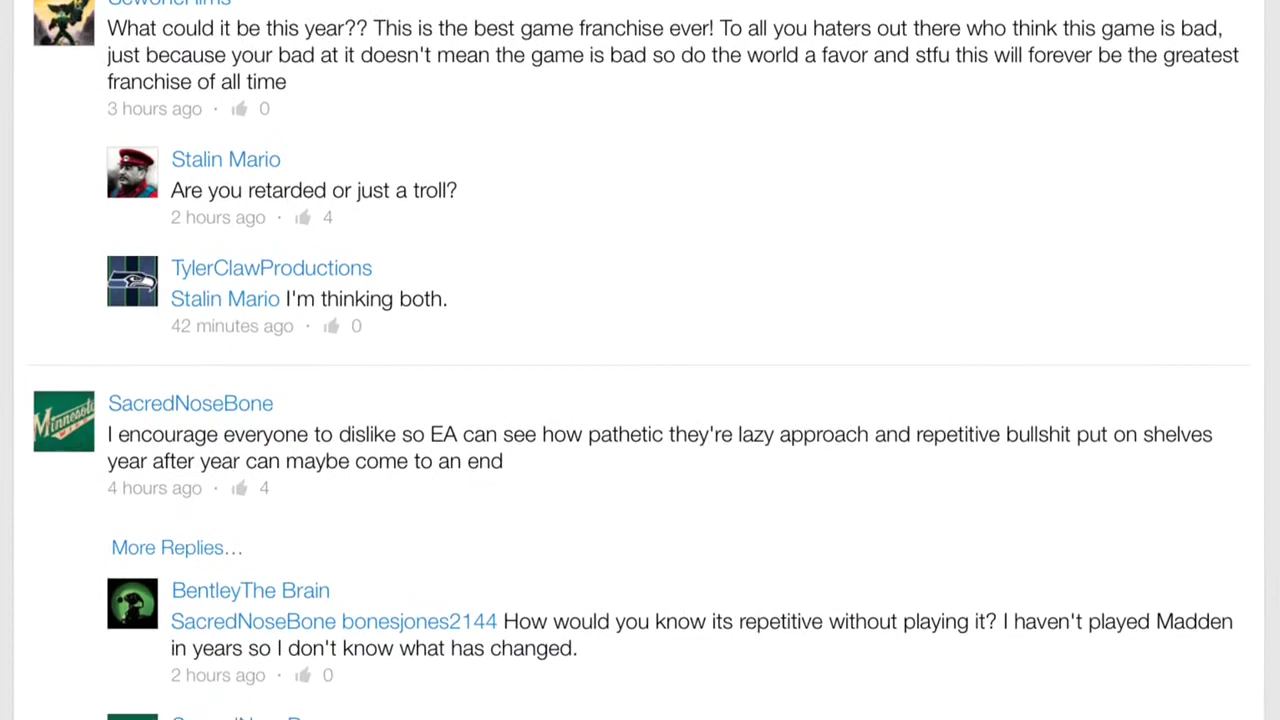 What could it be this year?? This is the best game franchise ever! To all you haters out there who think this game is bad,
just because your bad at it doesn't mean the game is bad so do the world a favor and stfu this will forever be the greatest
franchise of all time
3 hours ago · 0
Stalin Mario
Are you retarded or just a troll?
2 hours ago · 4
TylerClawProductions
Stalin Mario I'm thinking both.
42 minutes ago · 0
SacredNoseBone
I encourage everyone to dislike so EA can see how pathetic they're lazy approach and repetitive bullshit put on shelves
year after year can maybe come to an end
4 hours ago · 4
More Replies…
BentleyThe Brain
SacredNoseBone bonesjones2144 How would you know its repetitive without playing it? I haven't played Madden
in years so I don't know what has changed.
2 hours ago · 0